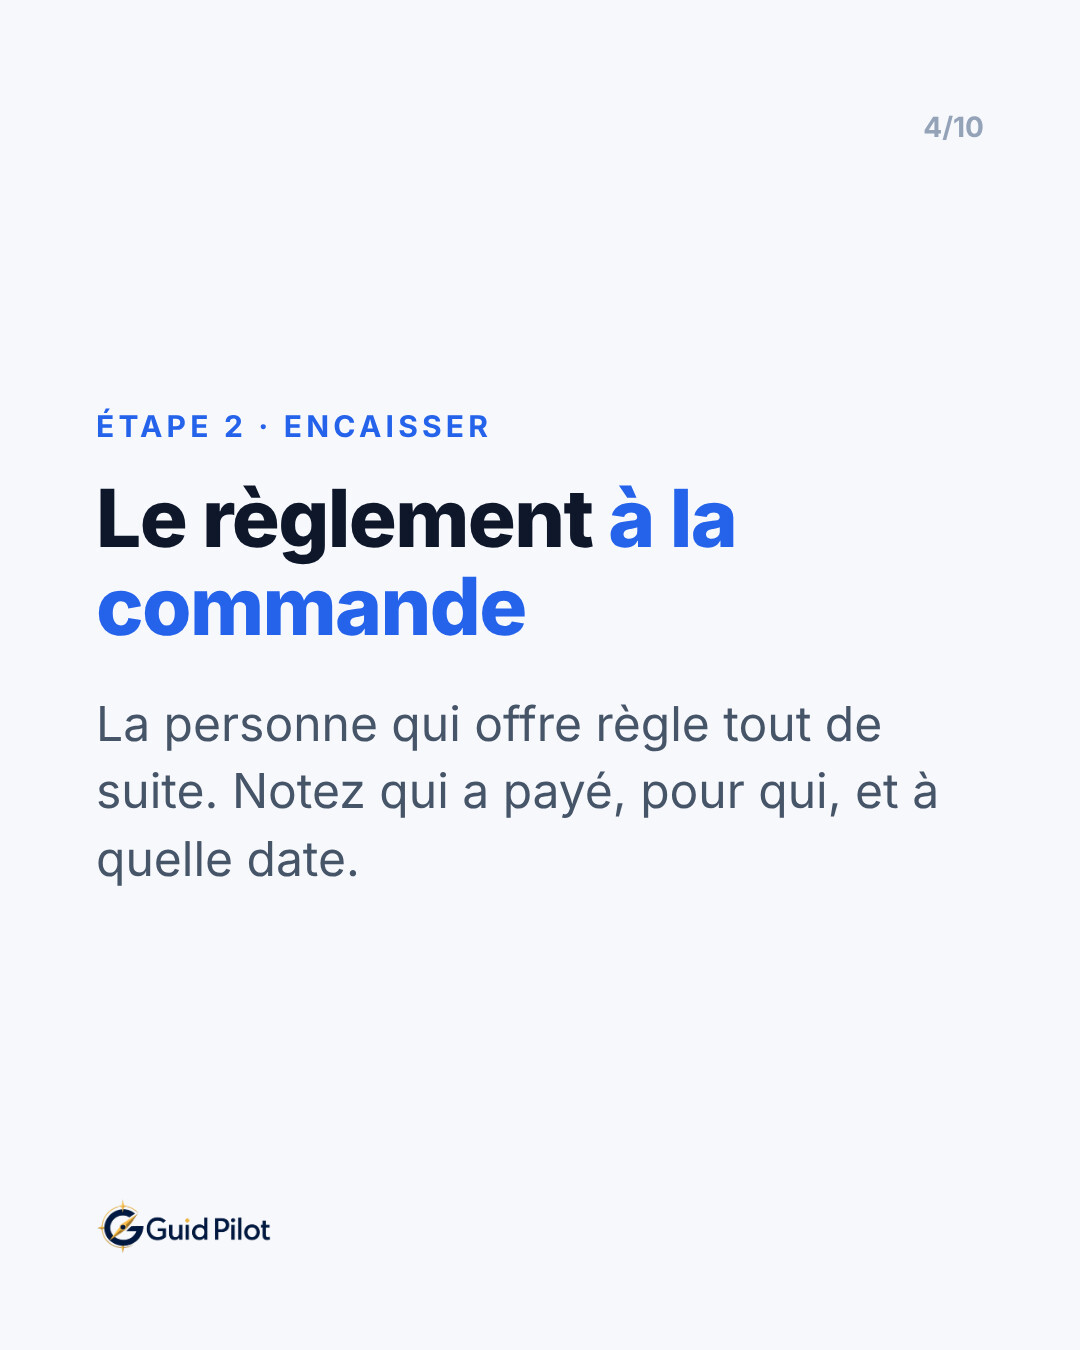 4/10
ÉTAPE 2 · ENCAISSER
Le règlement à la
commande
La personne qui offre règle tout de
suite. Notez qui a payé, pour qui, et à
quelle date.
Guid Pilot